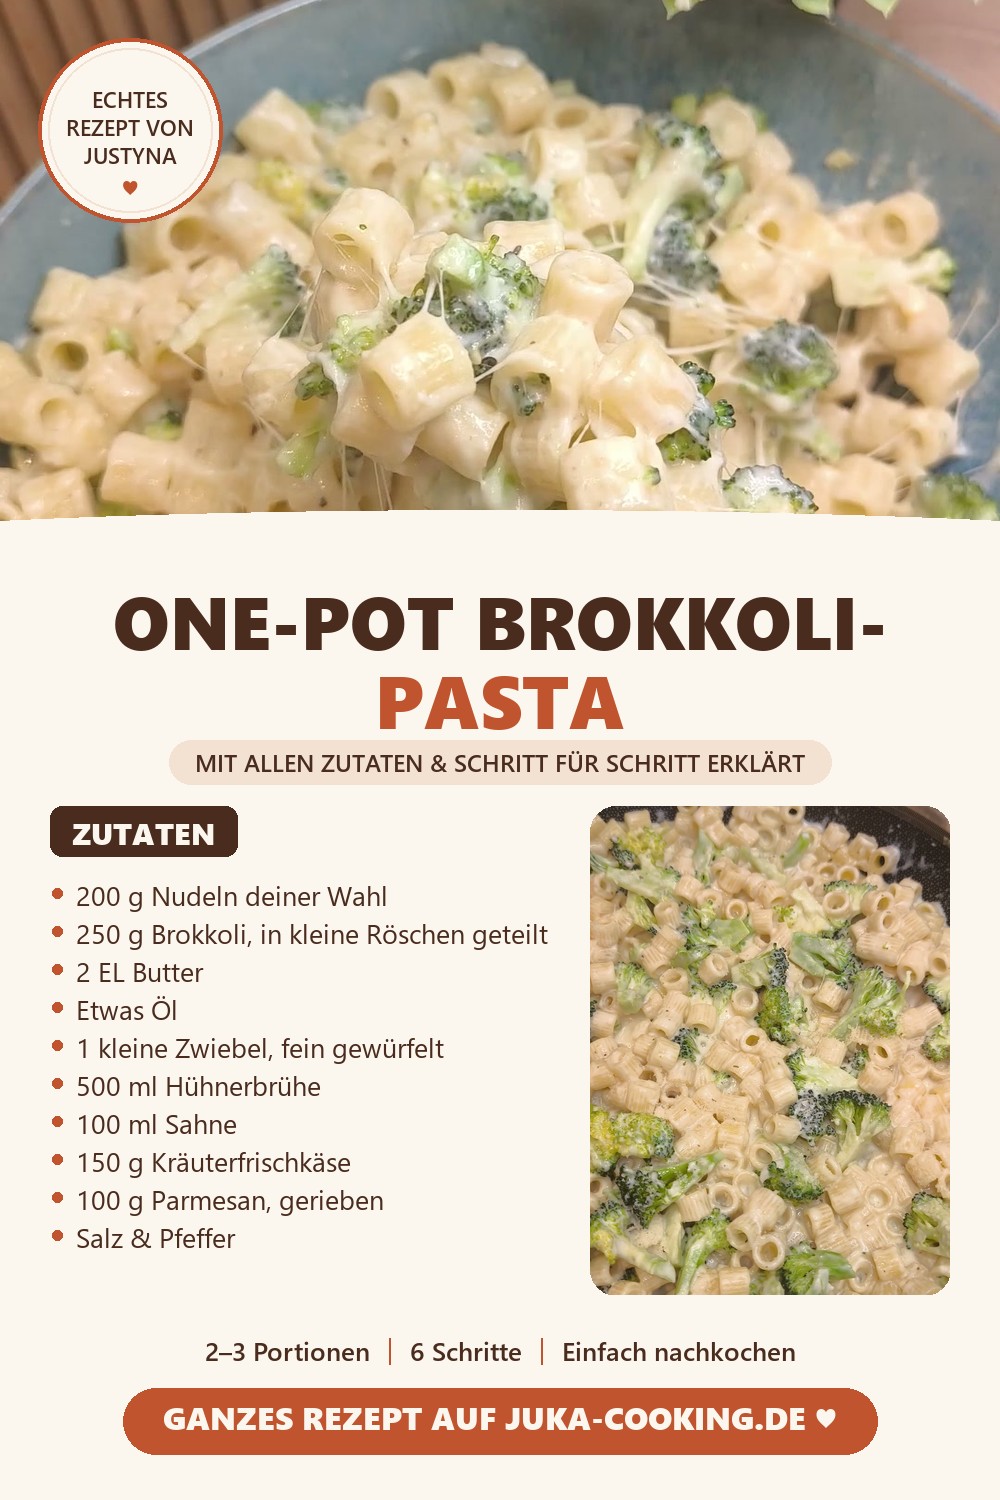 ECHTES
REZEPT VON
JUSTYNA
ONE-POT BROKKOLI-
PASTA
MIT ALLEN ZUTATEN & SCHRITT FÜR SCHRITT ERKLÄRT
ZUTATEN
200 g Nudeln deiner Wahl
250 g Brokkoli, in kleine Röschen geteilt
2 EL Butter
Etwas Öl
1 kleine Zwiebel, fein gewürfelt
500 ml Hühnerbrühe
100 ml Sahne
150 g Kräuterfrischkäse
100 g Parmesan, gerieben
Salz & Pfeffer
2–3 Portionen | 6 Schritte | Einfach nachkochen
GANZES REZEPT AUF JUKA-COOKING.DE ♥